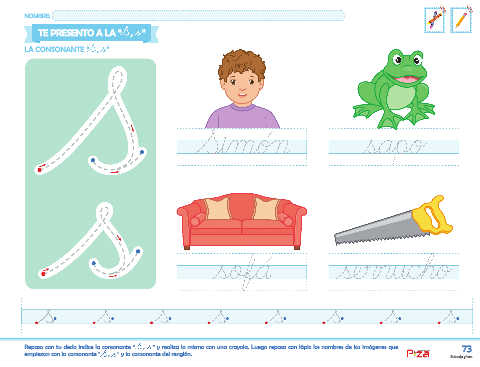 NOMBRE:
TE PRESENTO A LA "S, s"
LA CONSONANTE "S, s"
S
s
Simón
sapo
sofá
serrucho
s s s s s s s s
Repasa con tu dedo índice la consonante "S, s" y realiza lo mismo con una crayola. Luego repasa con lápiz los nombres de las imágenes que
empiezan con la consonante "S, s" y la consonante del renglón.
73